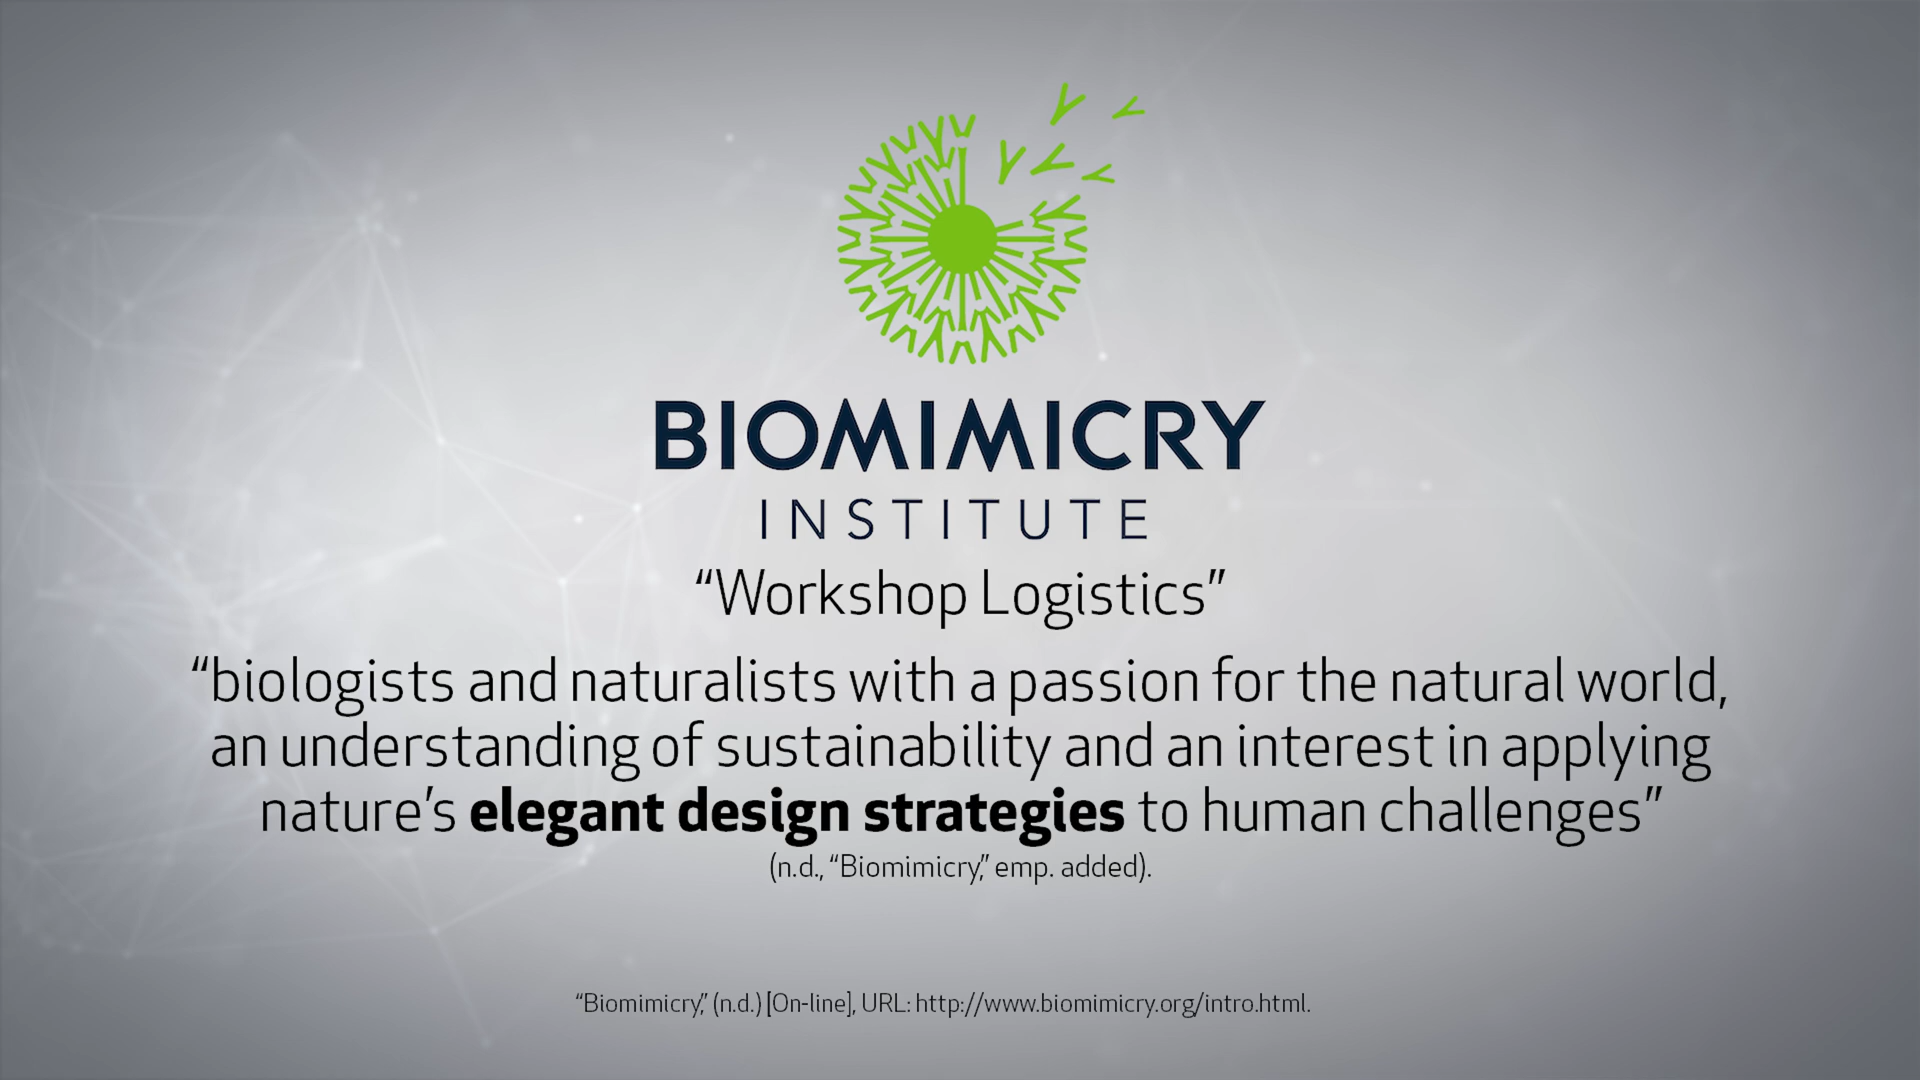 BIOMIMICRY
INSTITUTE
“Workshop Logistics”
“biologists and naturalists with a passion for the natural world,
an understanding of sustainability and an interest in applying
nature’s elegant design strategies to human challenges”
(n.d., “Biomimicry,” emp. added).
“Biomimicry,” (n.d.) [On-line], URL: http://www.biomimicry.org/intro.html.